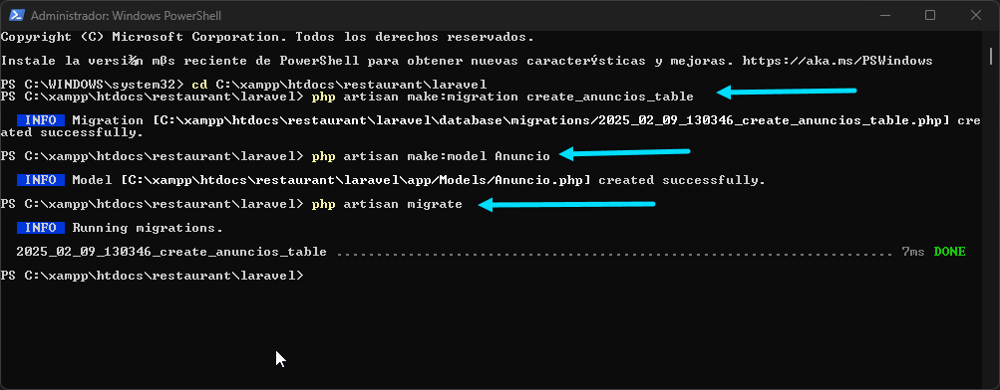 Administrador: Windows PowerShell
Copyright (C) Microsoft Corporation. Todos los derechos reservados.
Instale la versi¾n mßs reciente de PowerShell para obtener nuevas caracterýsticas y mejoras. https://aka.ms/PSWindows
PS C:\WINDOWS\system32> cd C:\xampp\htdocs\restaurant\laravel
PS C:\xampp\htdocs\restaurant\laravel> php artisan make:migration create_anuncios_table
INFO Migration [C:\xampp\htdocs\restaurant\laravel\database\migrations/2025_02_09_130346_create_anuncios_table.php] cre
ated successfully.
PS C:\xampp\htdocs\restaurant\laravel> php artisan make:model Anuncio
INFO Model [C:\xampp\htdocs\restaurant\laravel\app/Models/Anuncio.php] created successfully.
PS C:\xampp\htdocs\restaurant\laravel> php artisan migrate
INFO Running migrations.
2025_02_09_130346_create_anuncios_table ...................................................................... 7ms DONE
PS C:\xampp\htdocs\restaurant\laravel>